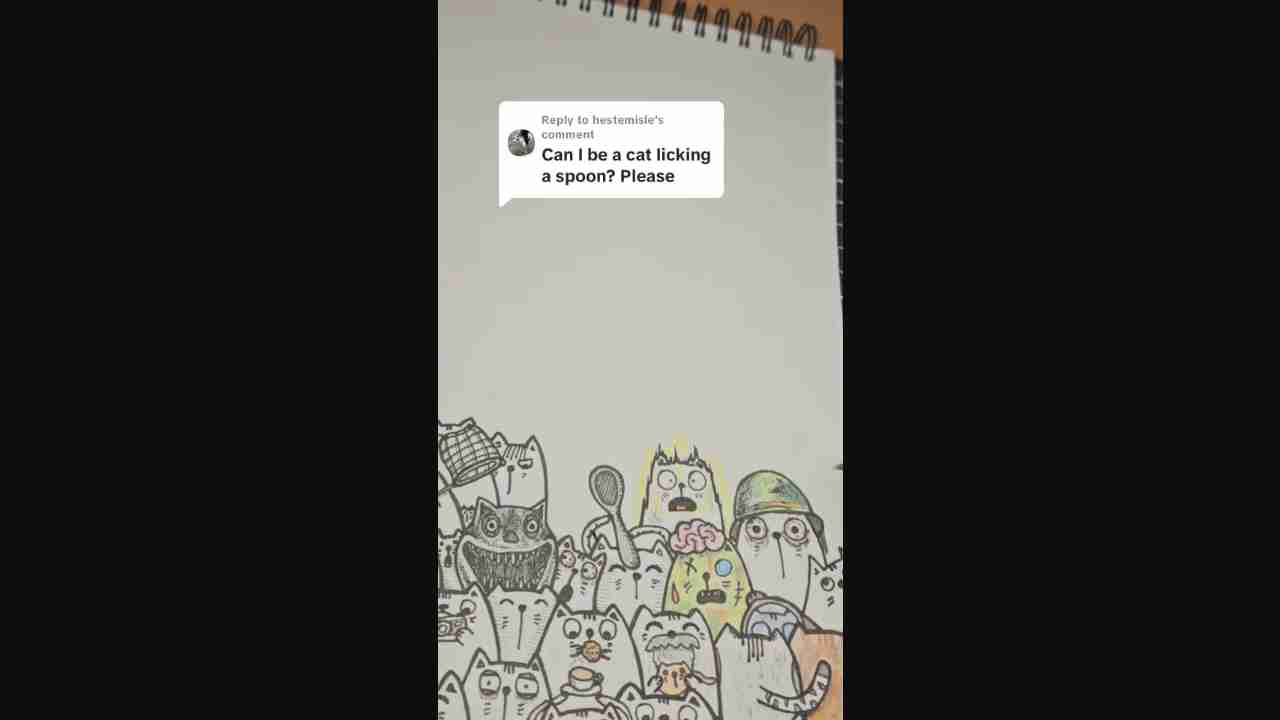 Reply to hestemisle's
comment
Can I be a cat licking
a spoon? Please